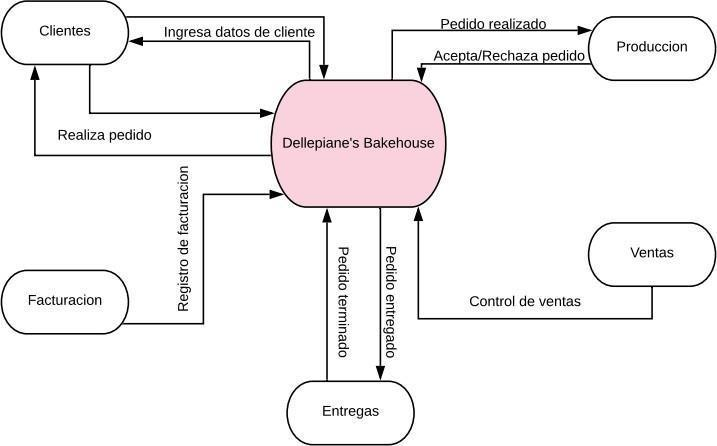 Clientes
Ingresa datos de cliente
Pedido realizado
Produccion
Acepta/Rechaza pedido
Realiza pedido
Dellepiane's Bakehouse
Registro de facturacion
Pedido terminado
Pedido entregado
Ventas
Facturacion
Control de ventas
Entregas